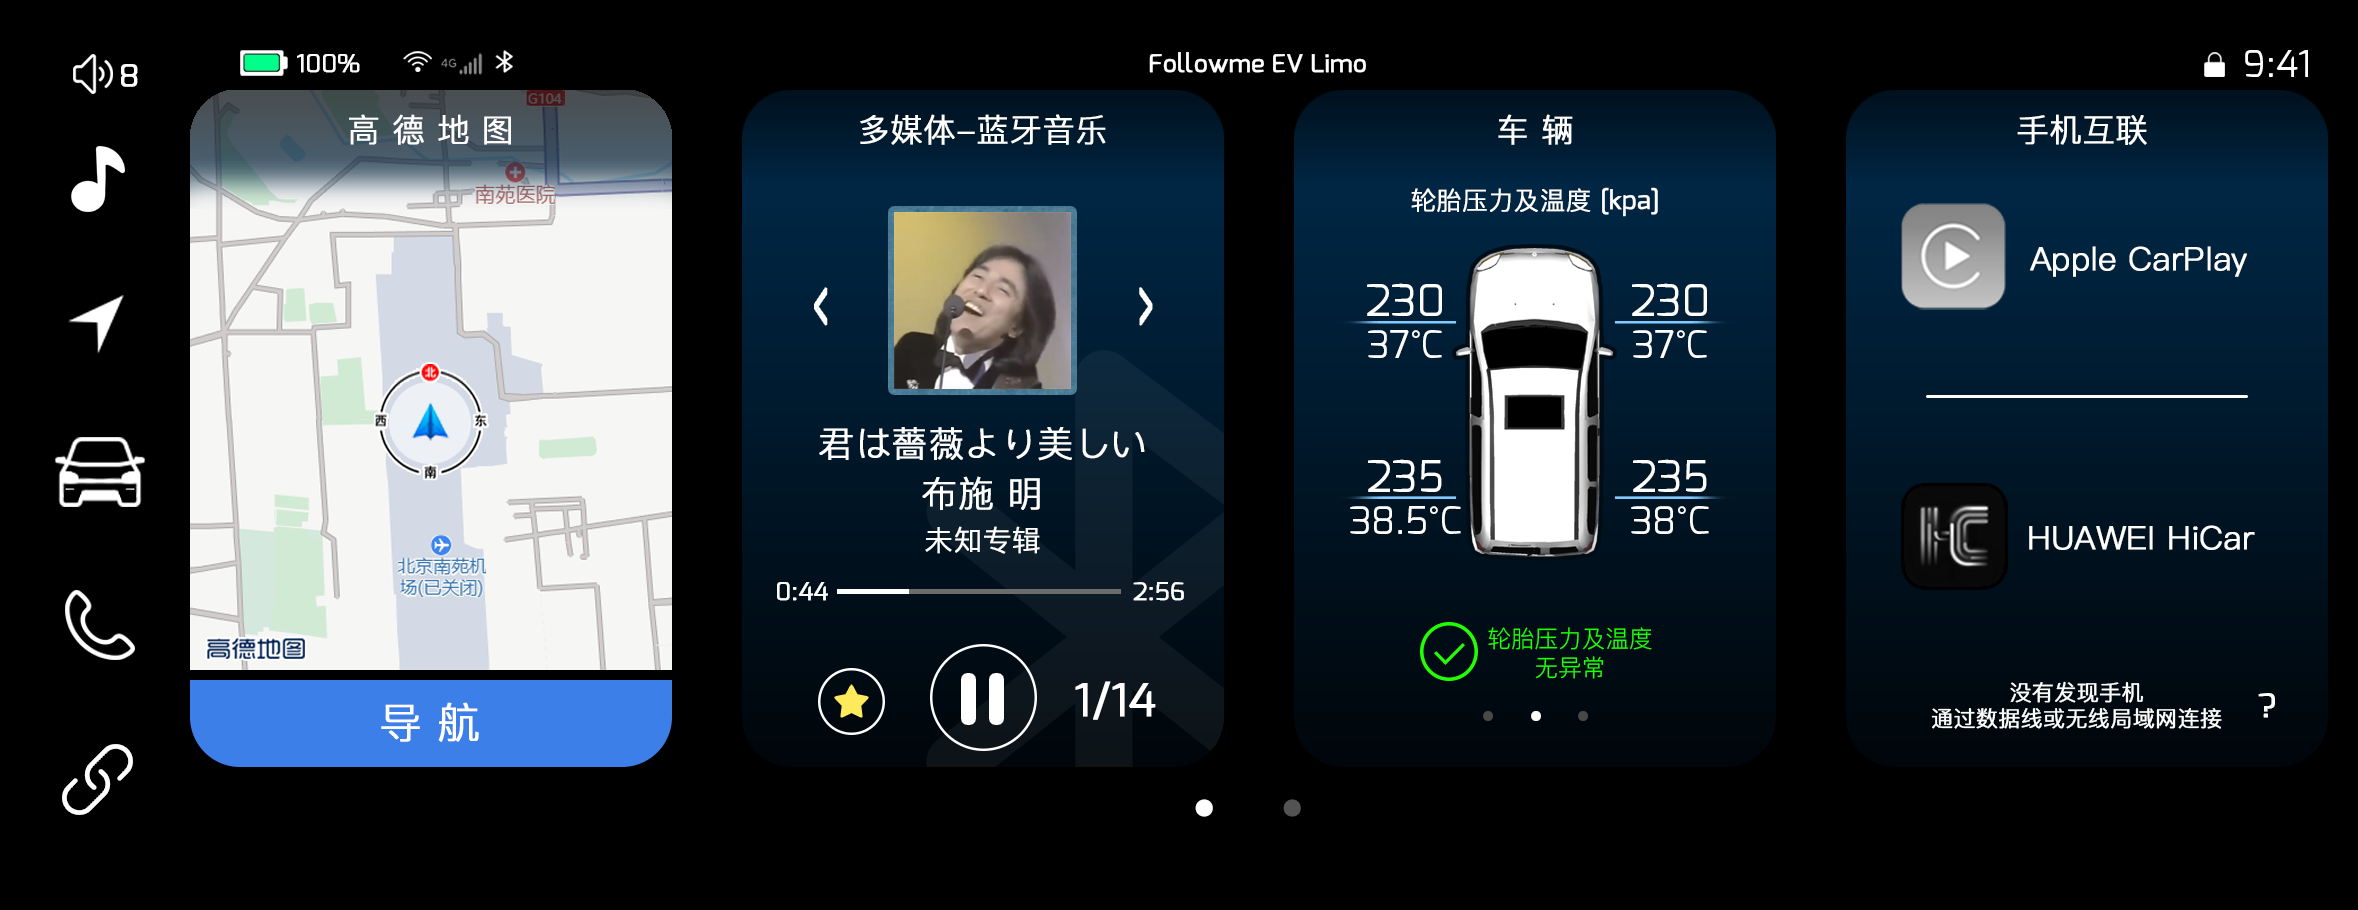 8
100%
4G
Followme EV Limo
9:41
高德地图
G104
南苑医院
北
西
东
南
北京南苑机
场(已关闭)
高德地图
导航
多媒体-蓝牙音乐
君は薔薇より美しい
布施 明
未知专辑
0:44
2:56
1/14
车辆
轮胎压力及温度 (kpa)
230
37°C
230
37°C
235
38.5°C
235
38°C
轮胎压力及温度
无异常
手机互联
Apple CarPlay
HC
HUAWEI HiCar
没有发现手机
通过数据线或无线局域网连接
?